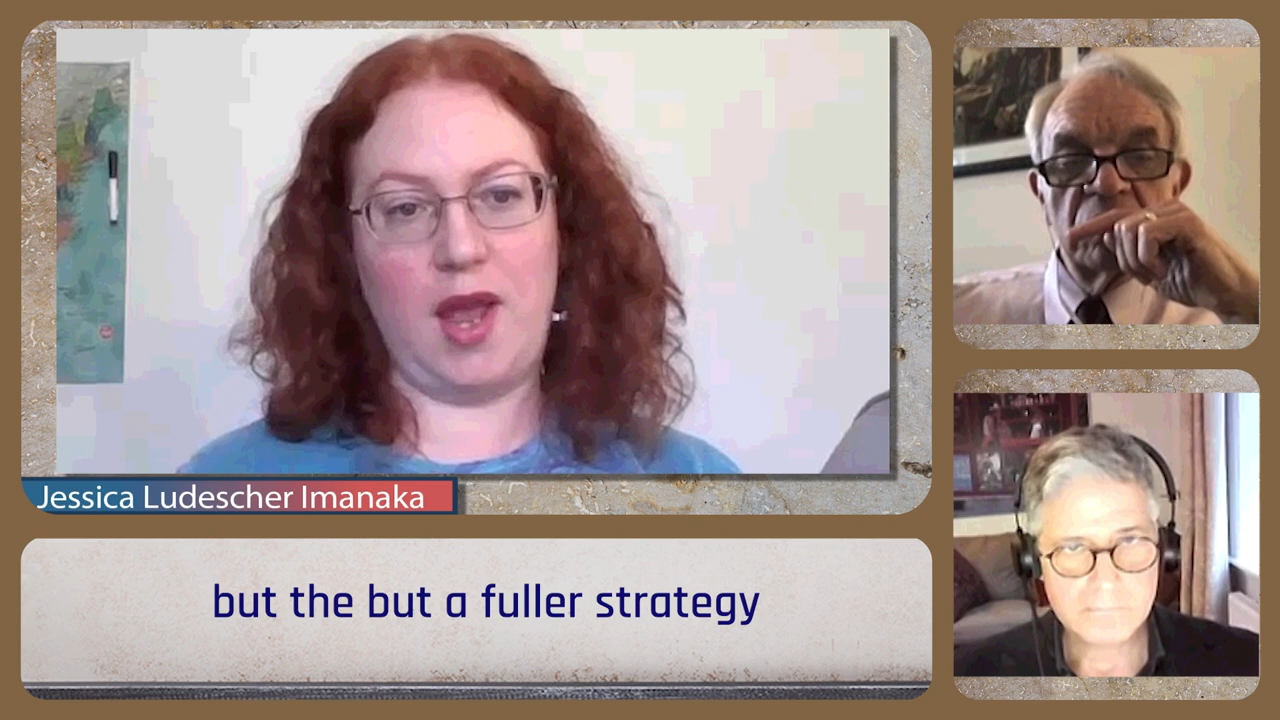 Jessica Ludescher Imanaka
but the but a fuller strategy